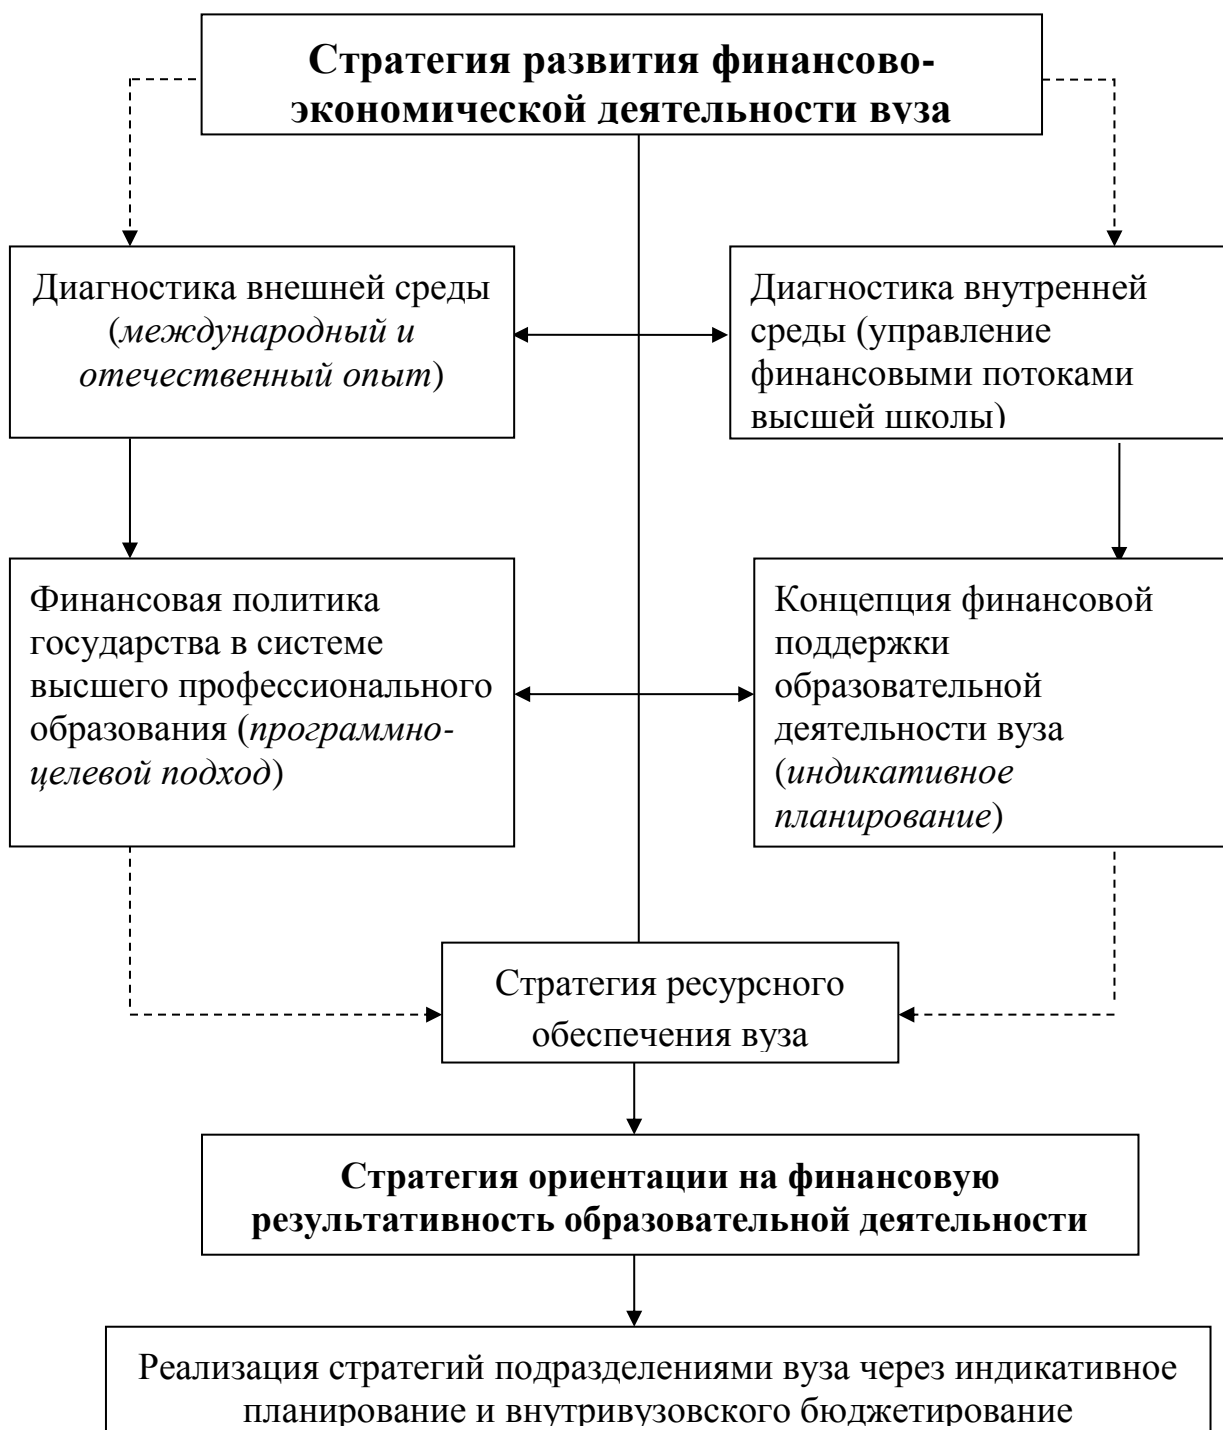 Стратегия развития финансово-
экономической деятельности вуза
Диагностика внешней среды
(международный и
отечественный опыт)
Диагностика внутренней
среды (управление
финансовыми потоками
высшей школы)
Финансовая политика
государства в системе
высшего профессионального
образования (программно-
целевой подход)
Концепция финансовой
поддержки
образовательной
деятельности вуза
(индикативное
планирование)
Стратегия ресурсного
обеспечения вуза
Стратегия ориентации на финансовую
результативность образовательной деятельности
Реализация стратегий подразделениями вуза через индикативное
планирование и внутривузовского бюджетирование